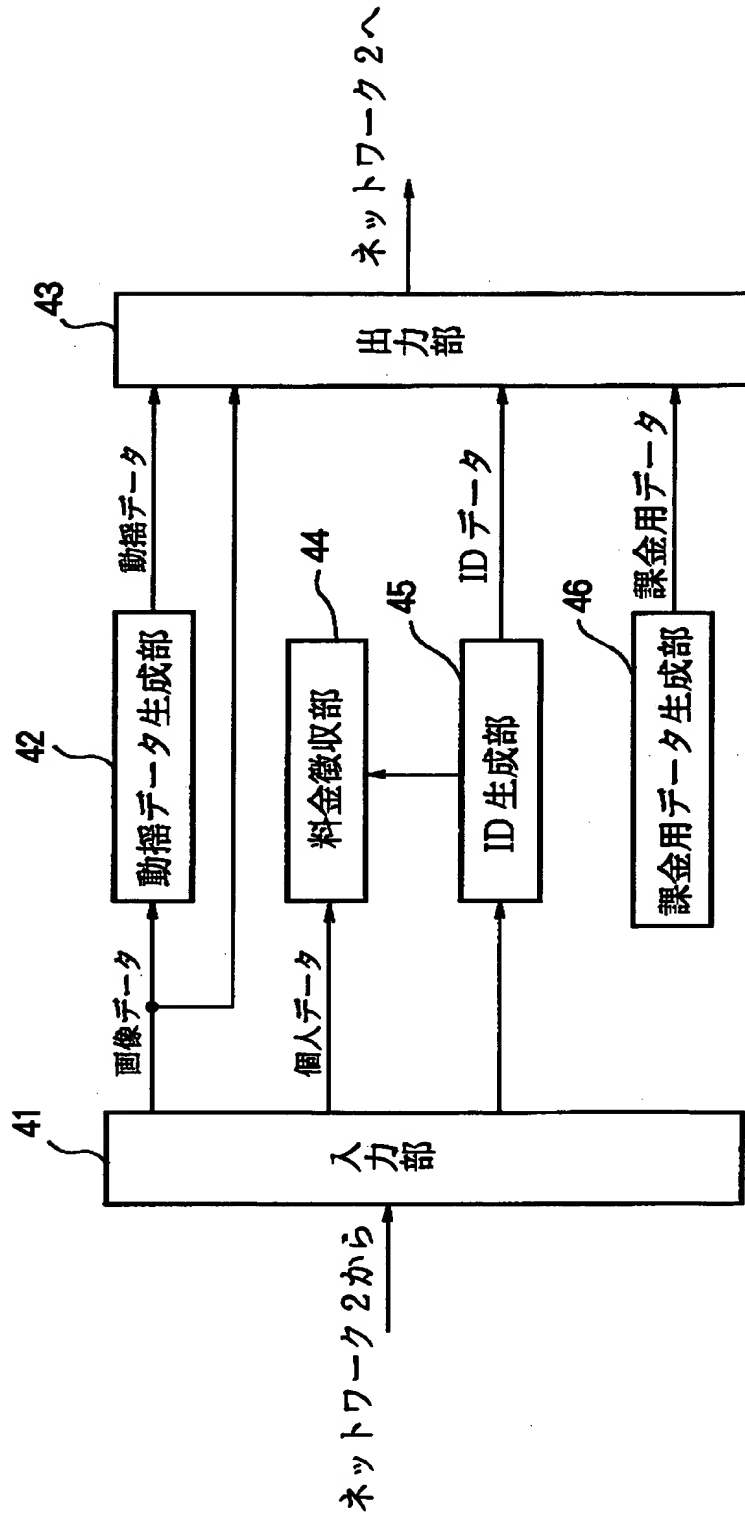 ネットワーク2から
41
入力部
画像データ
42
動揺データ生成部
動揺データ
個人データ
料金徴収部
44
45
ID 生成部
ID データ
46
課金用データ生成部
課金用データ
43
出力部
ネットワーク2へ